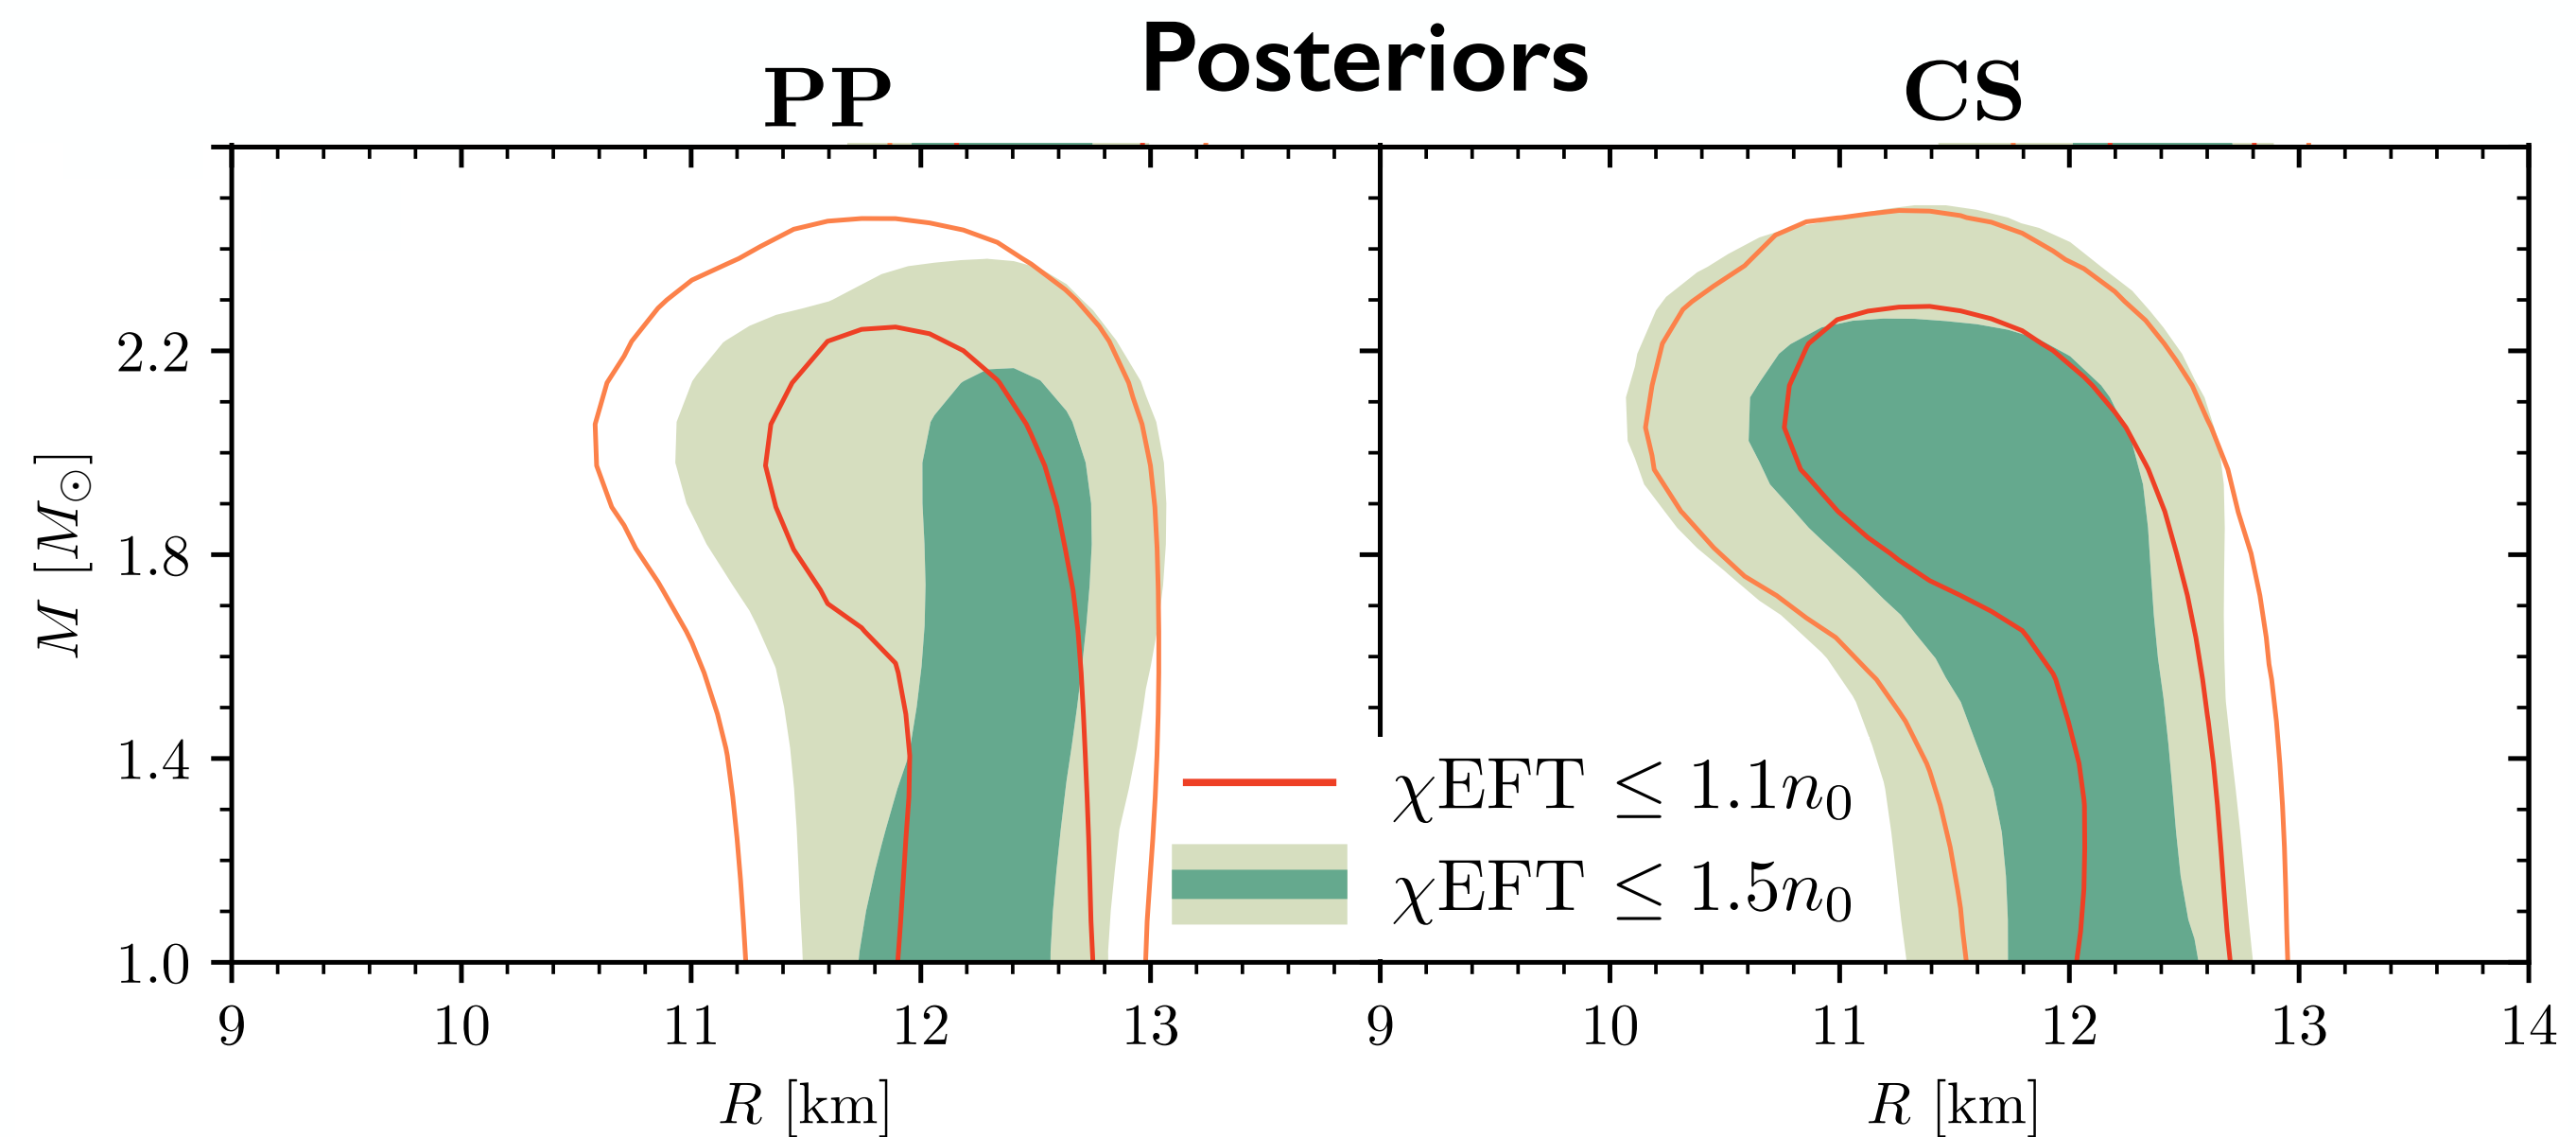 Posteriors
PP
CS
M [M⊙]
2.2
1.8
1.4
1.0
χEFT ≤ 1.1n₀
χEFT ≤ 1.5n₀
9 10 11 12 13 9 10 11 12 13 14
R [km] R [km]